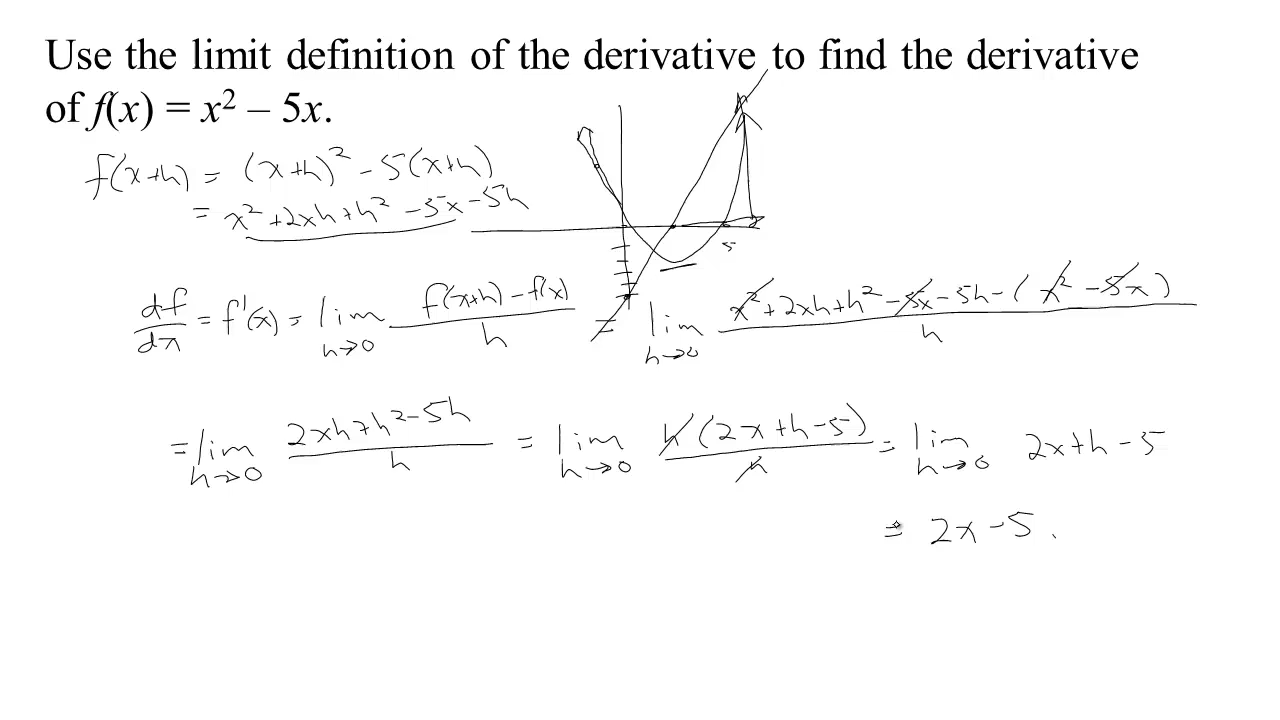 Use the limit definition of the derivative to find the derivative
of f(x) = x² – 5x.
f(x+h) = (x+h)² - 5(x+h)
= x² + 2xh + h² - 5x - 5h
5
df/dx = f'(x) = lim h→0 (f(x+h) - f(x))/h lim h→0 (x² + 2xh + h² - 5x - 5h - (x² - 5x))/h
= lim h→0 (2xh + h² - 5h)/h = lim h→0 h(2x + h - 5)/h = lim h→0 2x + h - 5
= 2x - 5.